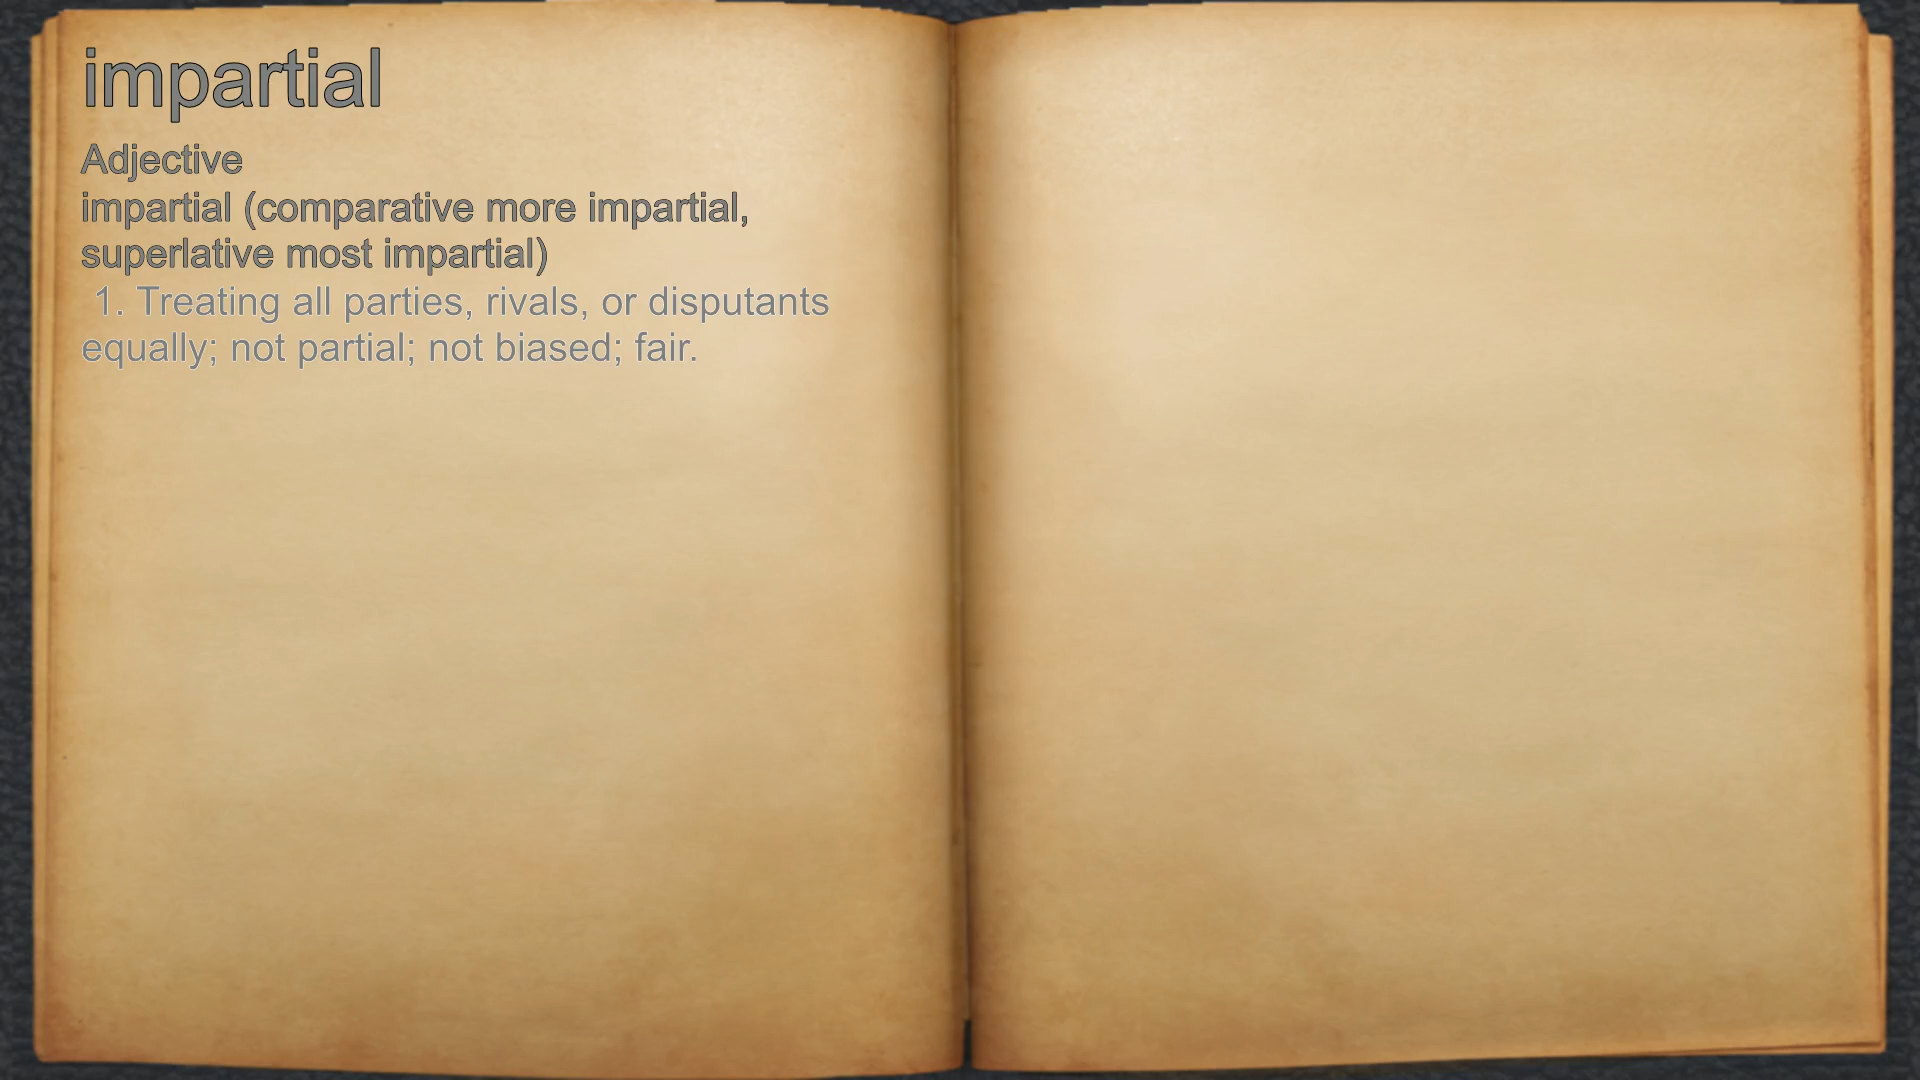 impartial
Adjective
impartial (comparative more impartial,
superlative most impartial)
1. Treating all parties, rivals, or disputants
equally; not partial; not biased; fair.